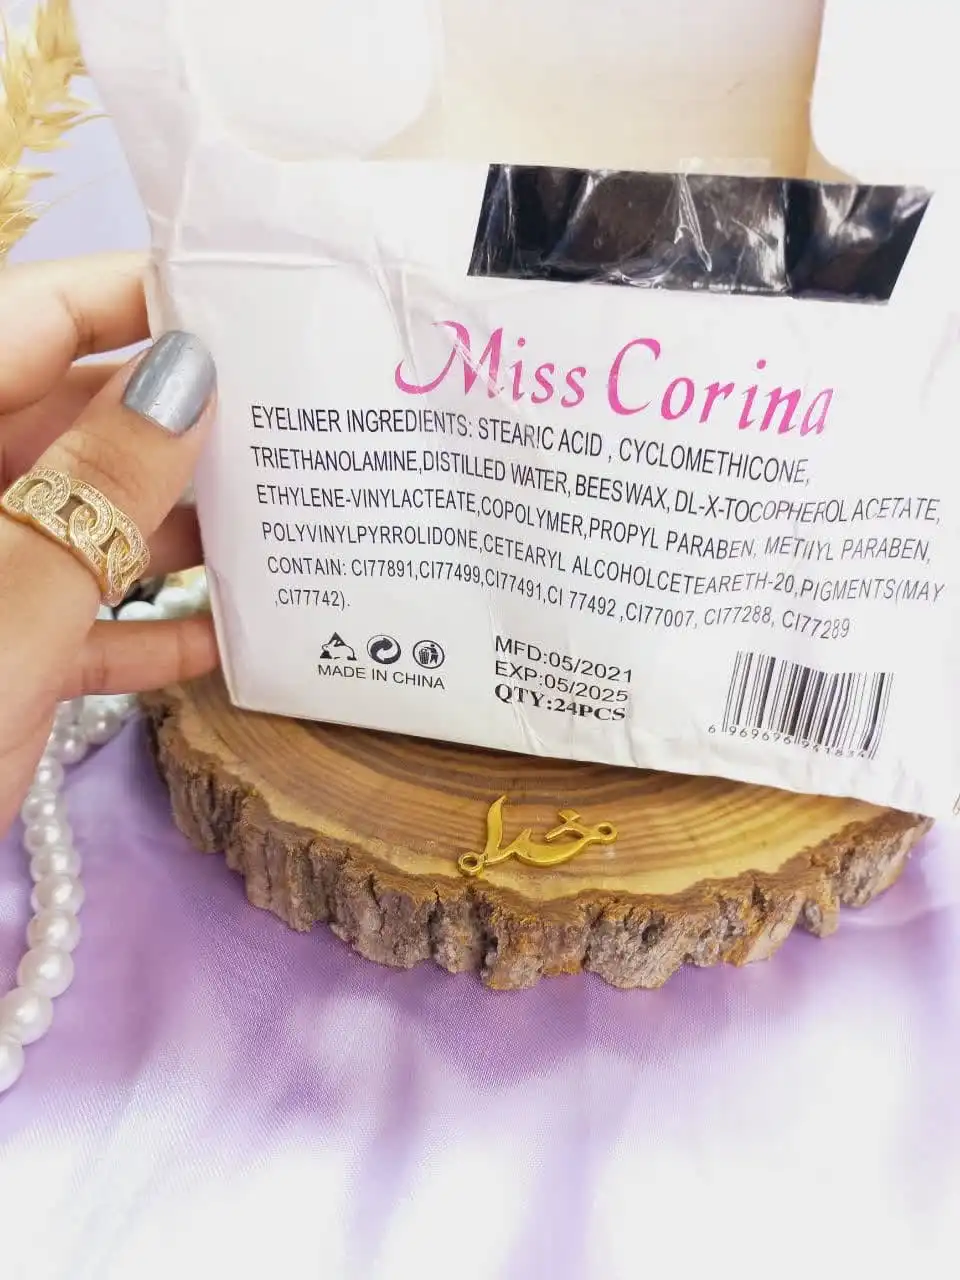 Miss Corina
EYELINER INGREDIENTS: STEARIC ACID , CYCLOMETHICONE,
TRIETHANOLAMINE,DISTILLED WATER, BEESWAX, DL-X-TOCOPHEROL ACETATE,
ETHYLENE-VINYLACTEATE,COPOLYMER,PROPYL PARABEN, METHYL PARABEN,
POLYVINYLPYRROLIDONE,CETEARYL ALCOHOLCETEARETH-20,PIGMENTS(MAY
CONTAIN: CI77891,CI77499,CI77491,CI 77492 ,CI77007, CI77288, CI77289
,CI77742).
MADE IN CHINA
MFD:05/2021
EXP:05/2025
QTY:24PCS
خدا